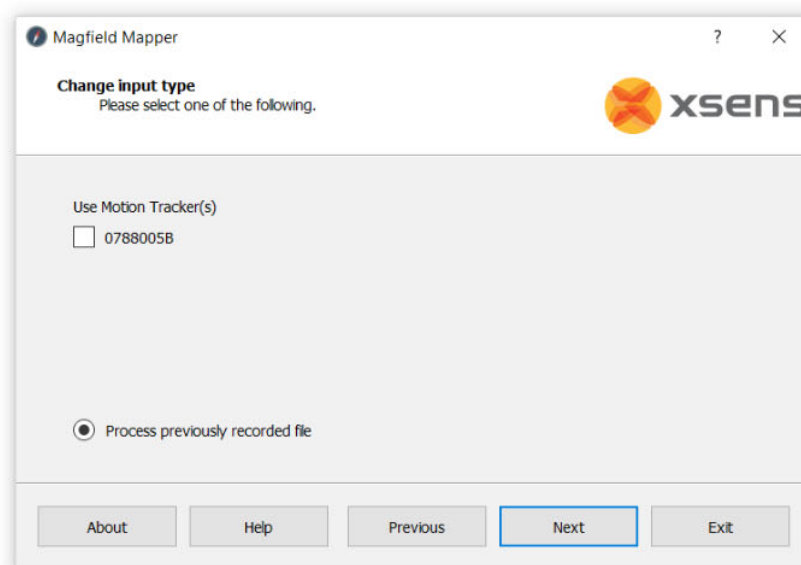 Magfield Mapper
?
Change input type
Please select one of the following.
xsens
Use Motion Tracker(s)
0788005B
Process previously recorded file
About Help Previous Next Exit